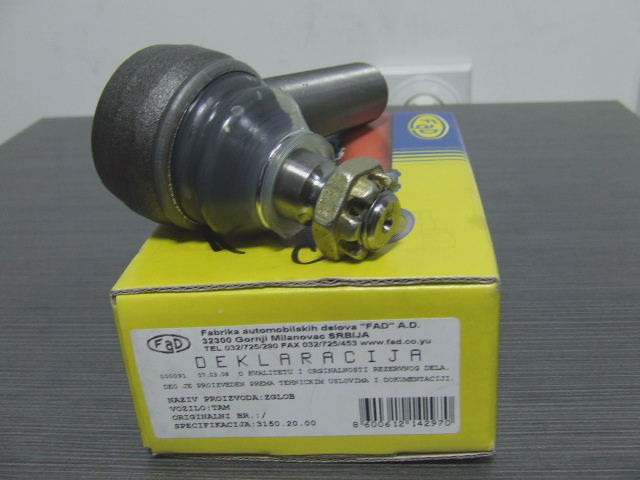 FaD
FaD
Fabrika automobilskih delova "FAD" A.D.
32300 Gornji Milanovac SRBIJA
TEL 032/725/290 FAX 032/725/453 www.fad.co.yu
DEKLARACIJA
000091 07.03.08 O KVALITETU I ORGINALNOSTI REZERVNOG DELA.
DEO JE PROIZVEDEN PREMA TEHNICKIM USLOVIMA I DOKUMENTACIJI.
NAZIV PROIZVODA:ZGLOB
VOZILO:TAM
ORIGINALNI BR.:/
SPECIFIKACIJA:3150.20.00
8 600612 142970